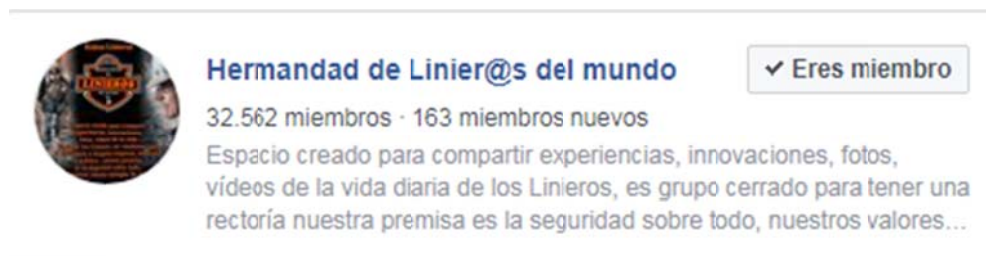 Hermandad de Linier@s del mundo
✔ Eres miembro
32.562 miembros · 163 miembros nuevos
Espacio creado para compartir experiencias, innovaciones, fotos,
vídeos de la vida diaria de los Linieros, es grupo cerrado para tener una
rectoría nuestra premisa es la seguridad sobre todo, nuestros valores...